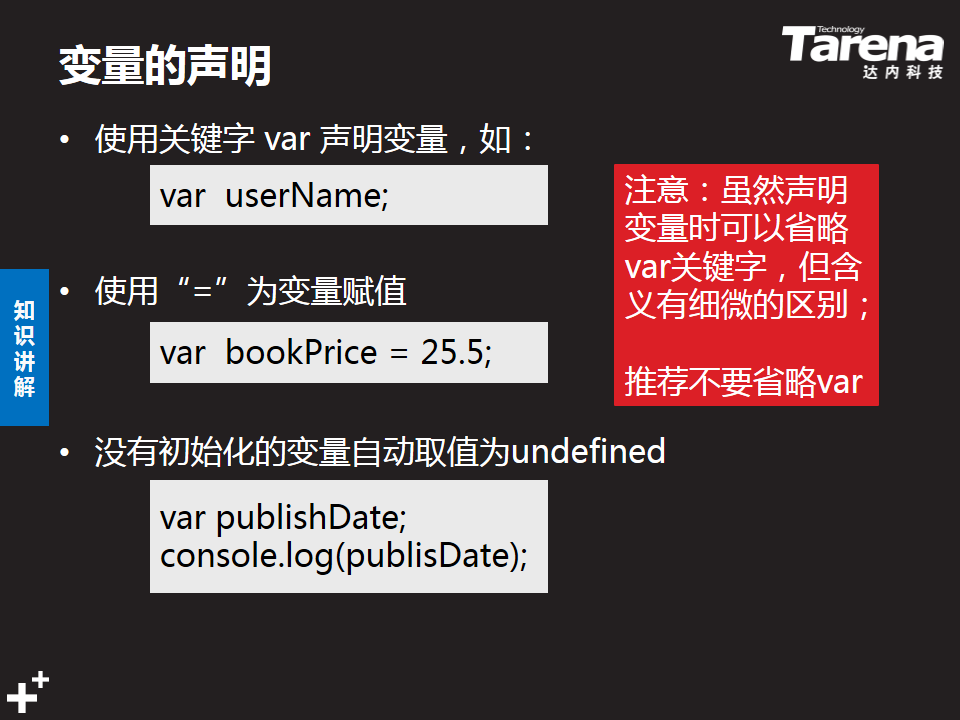 变量的声明
Technology
Tarena
达内科技
• 使用关键字 var 声明变量，如：
var  userName;
注意：虽然声明
变量时可以省略
var关键字，但含
义有细微的区别；
推荐不要省略var
• 使用“=”为变量赋值
var  bookPrice = 25.5;
知识讲解
• 没有初始化的变量自动取值为undefined
var publishDate;
console.log(publisDate);